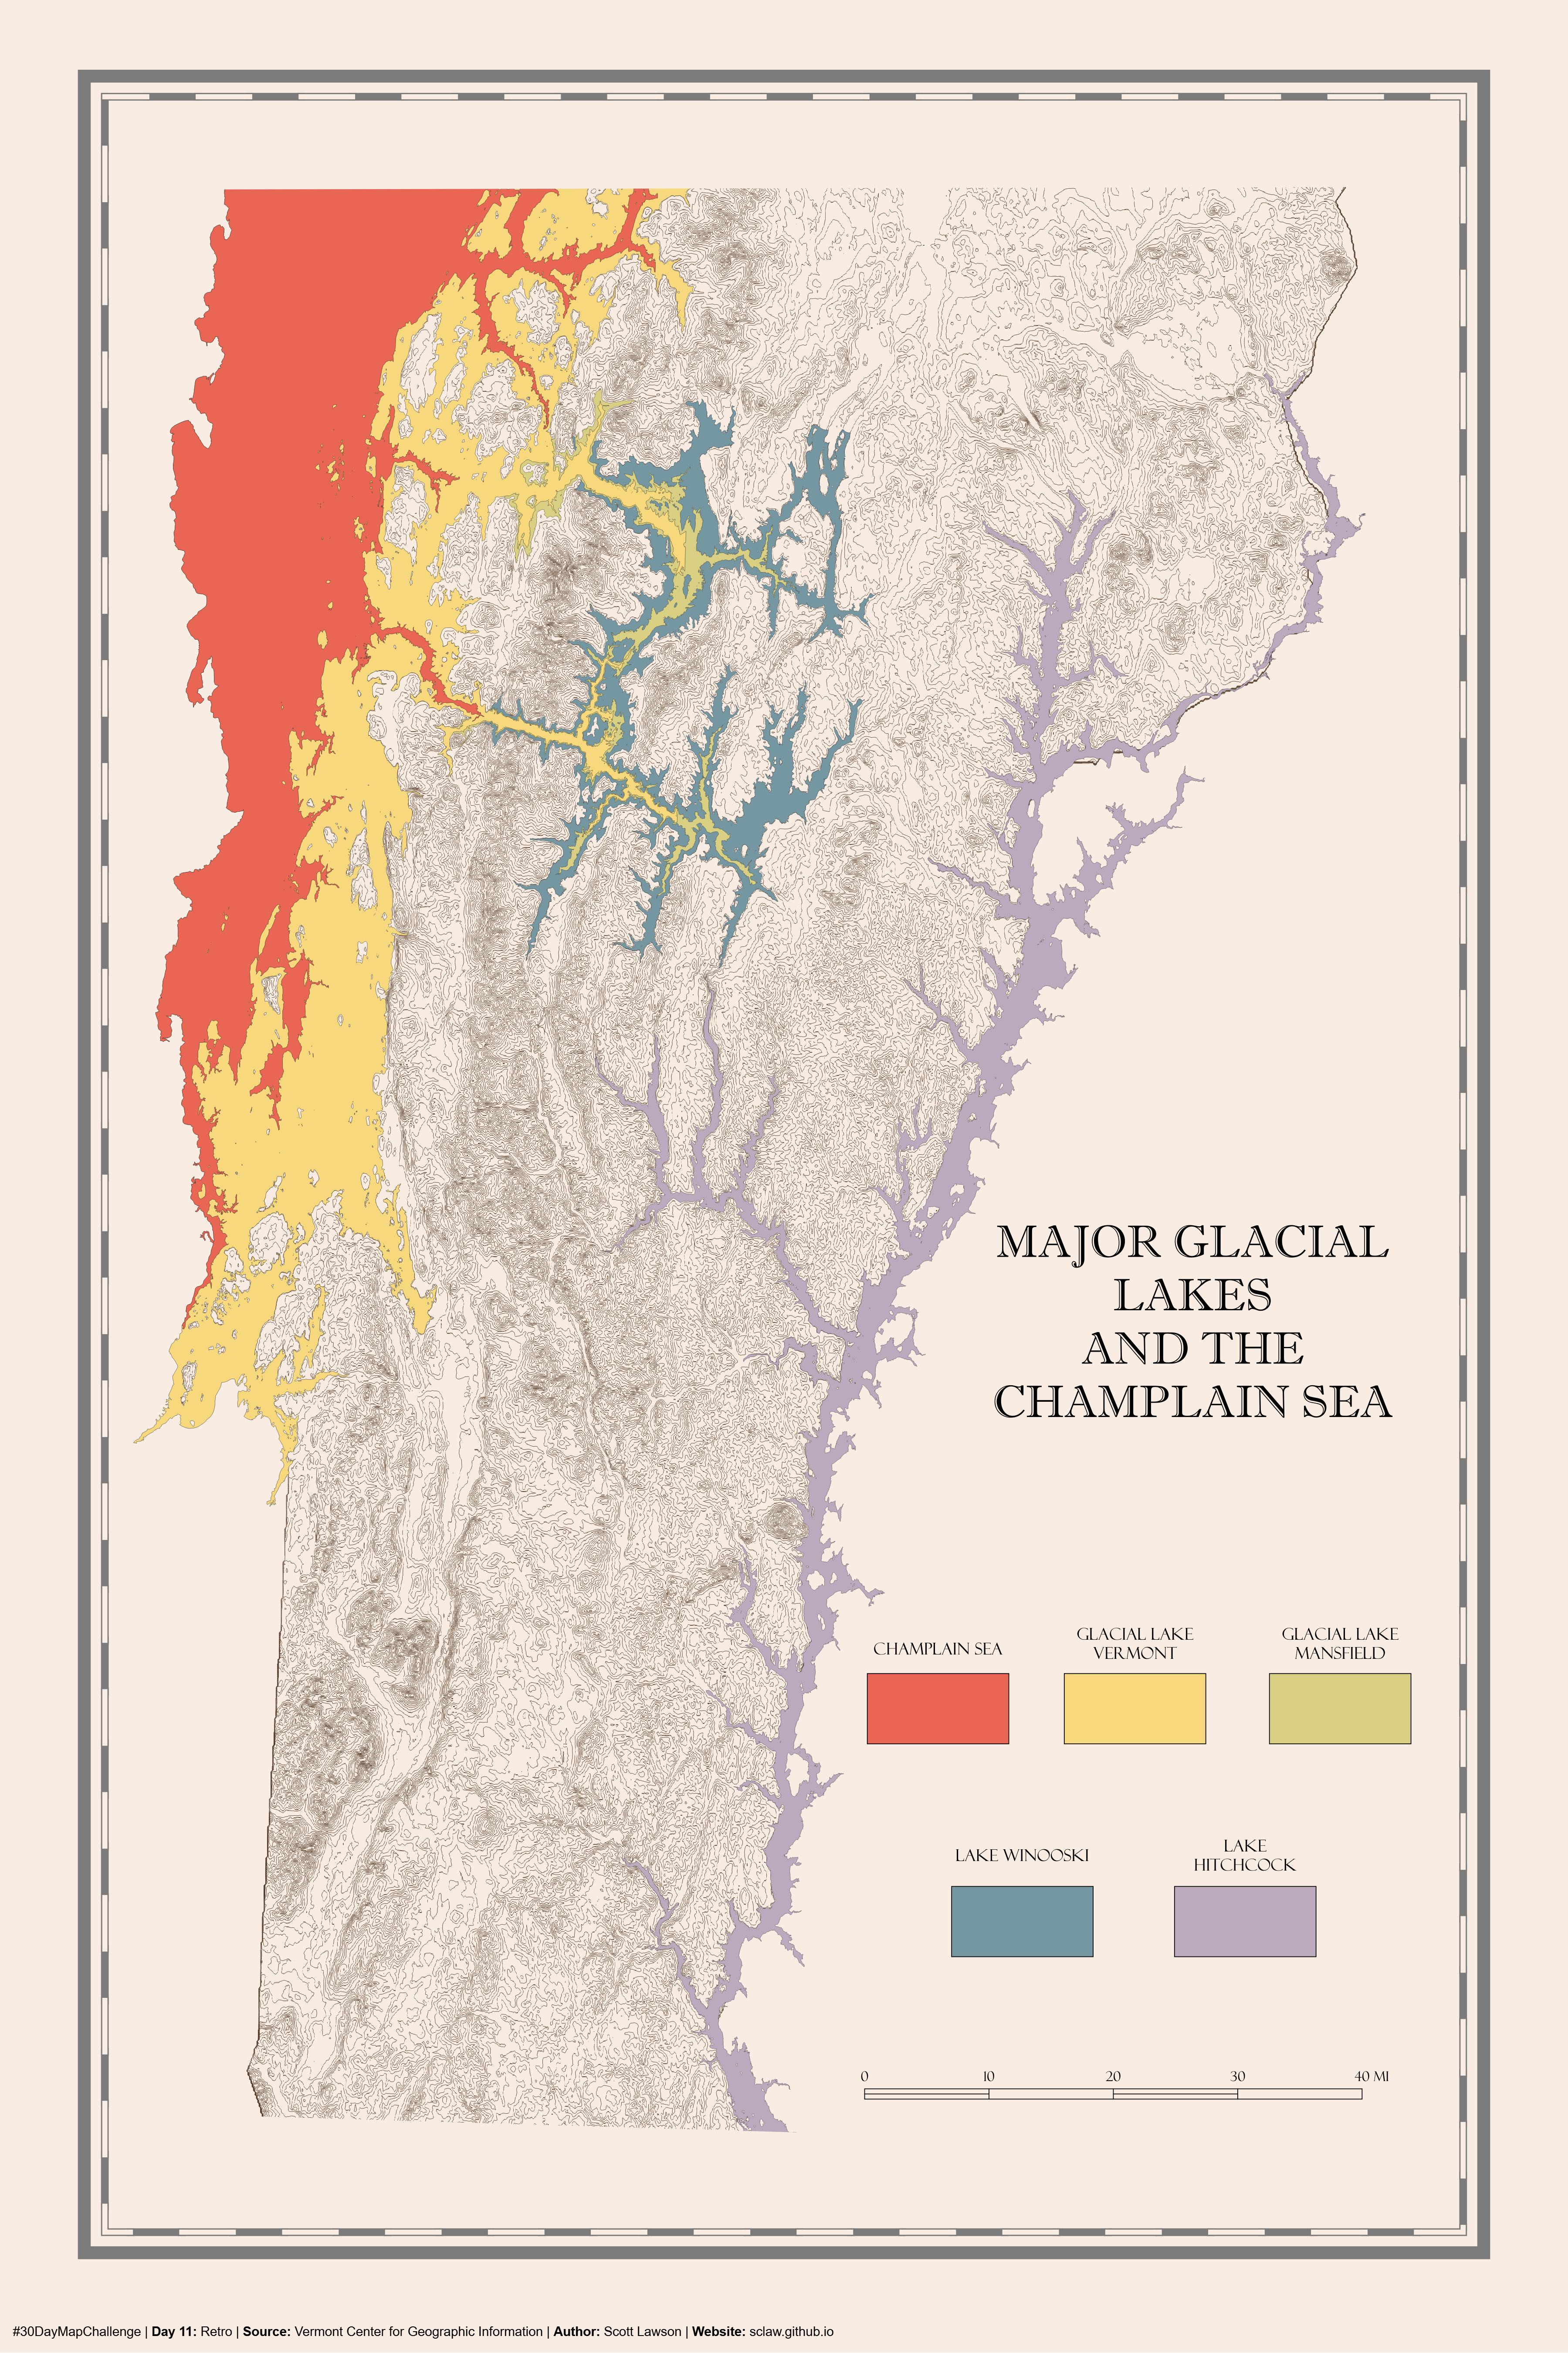 MAJOR GLACIAL
LAKES
AND THE
CHAMPLAIN SEA
CHAMPLAIN SEA
GLACIAL LAKE
VERMONT
GLACIAL LAKE
MANSFIELD
LAKE WINOOSKI
LAKE
HITCHCOCK
0 10 20 30 40 MI
#30DayMapChallenge | Day 11: Retro | Source: Vermont Center for Geographic Information | Author: Scott Lawson | Website: sclaw.github.io